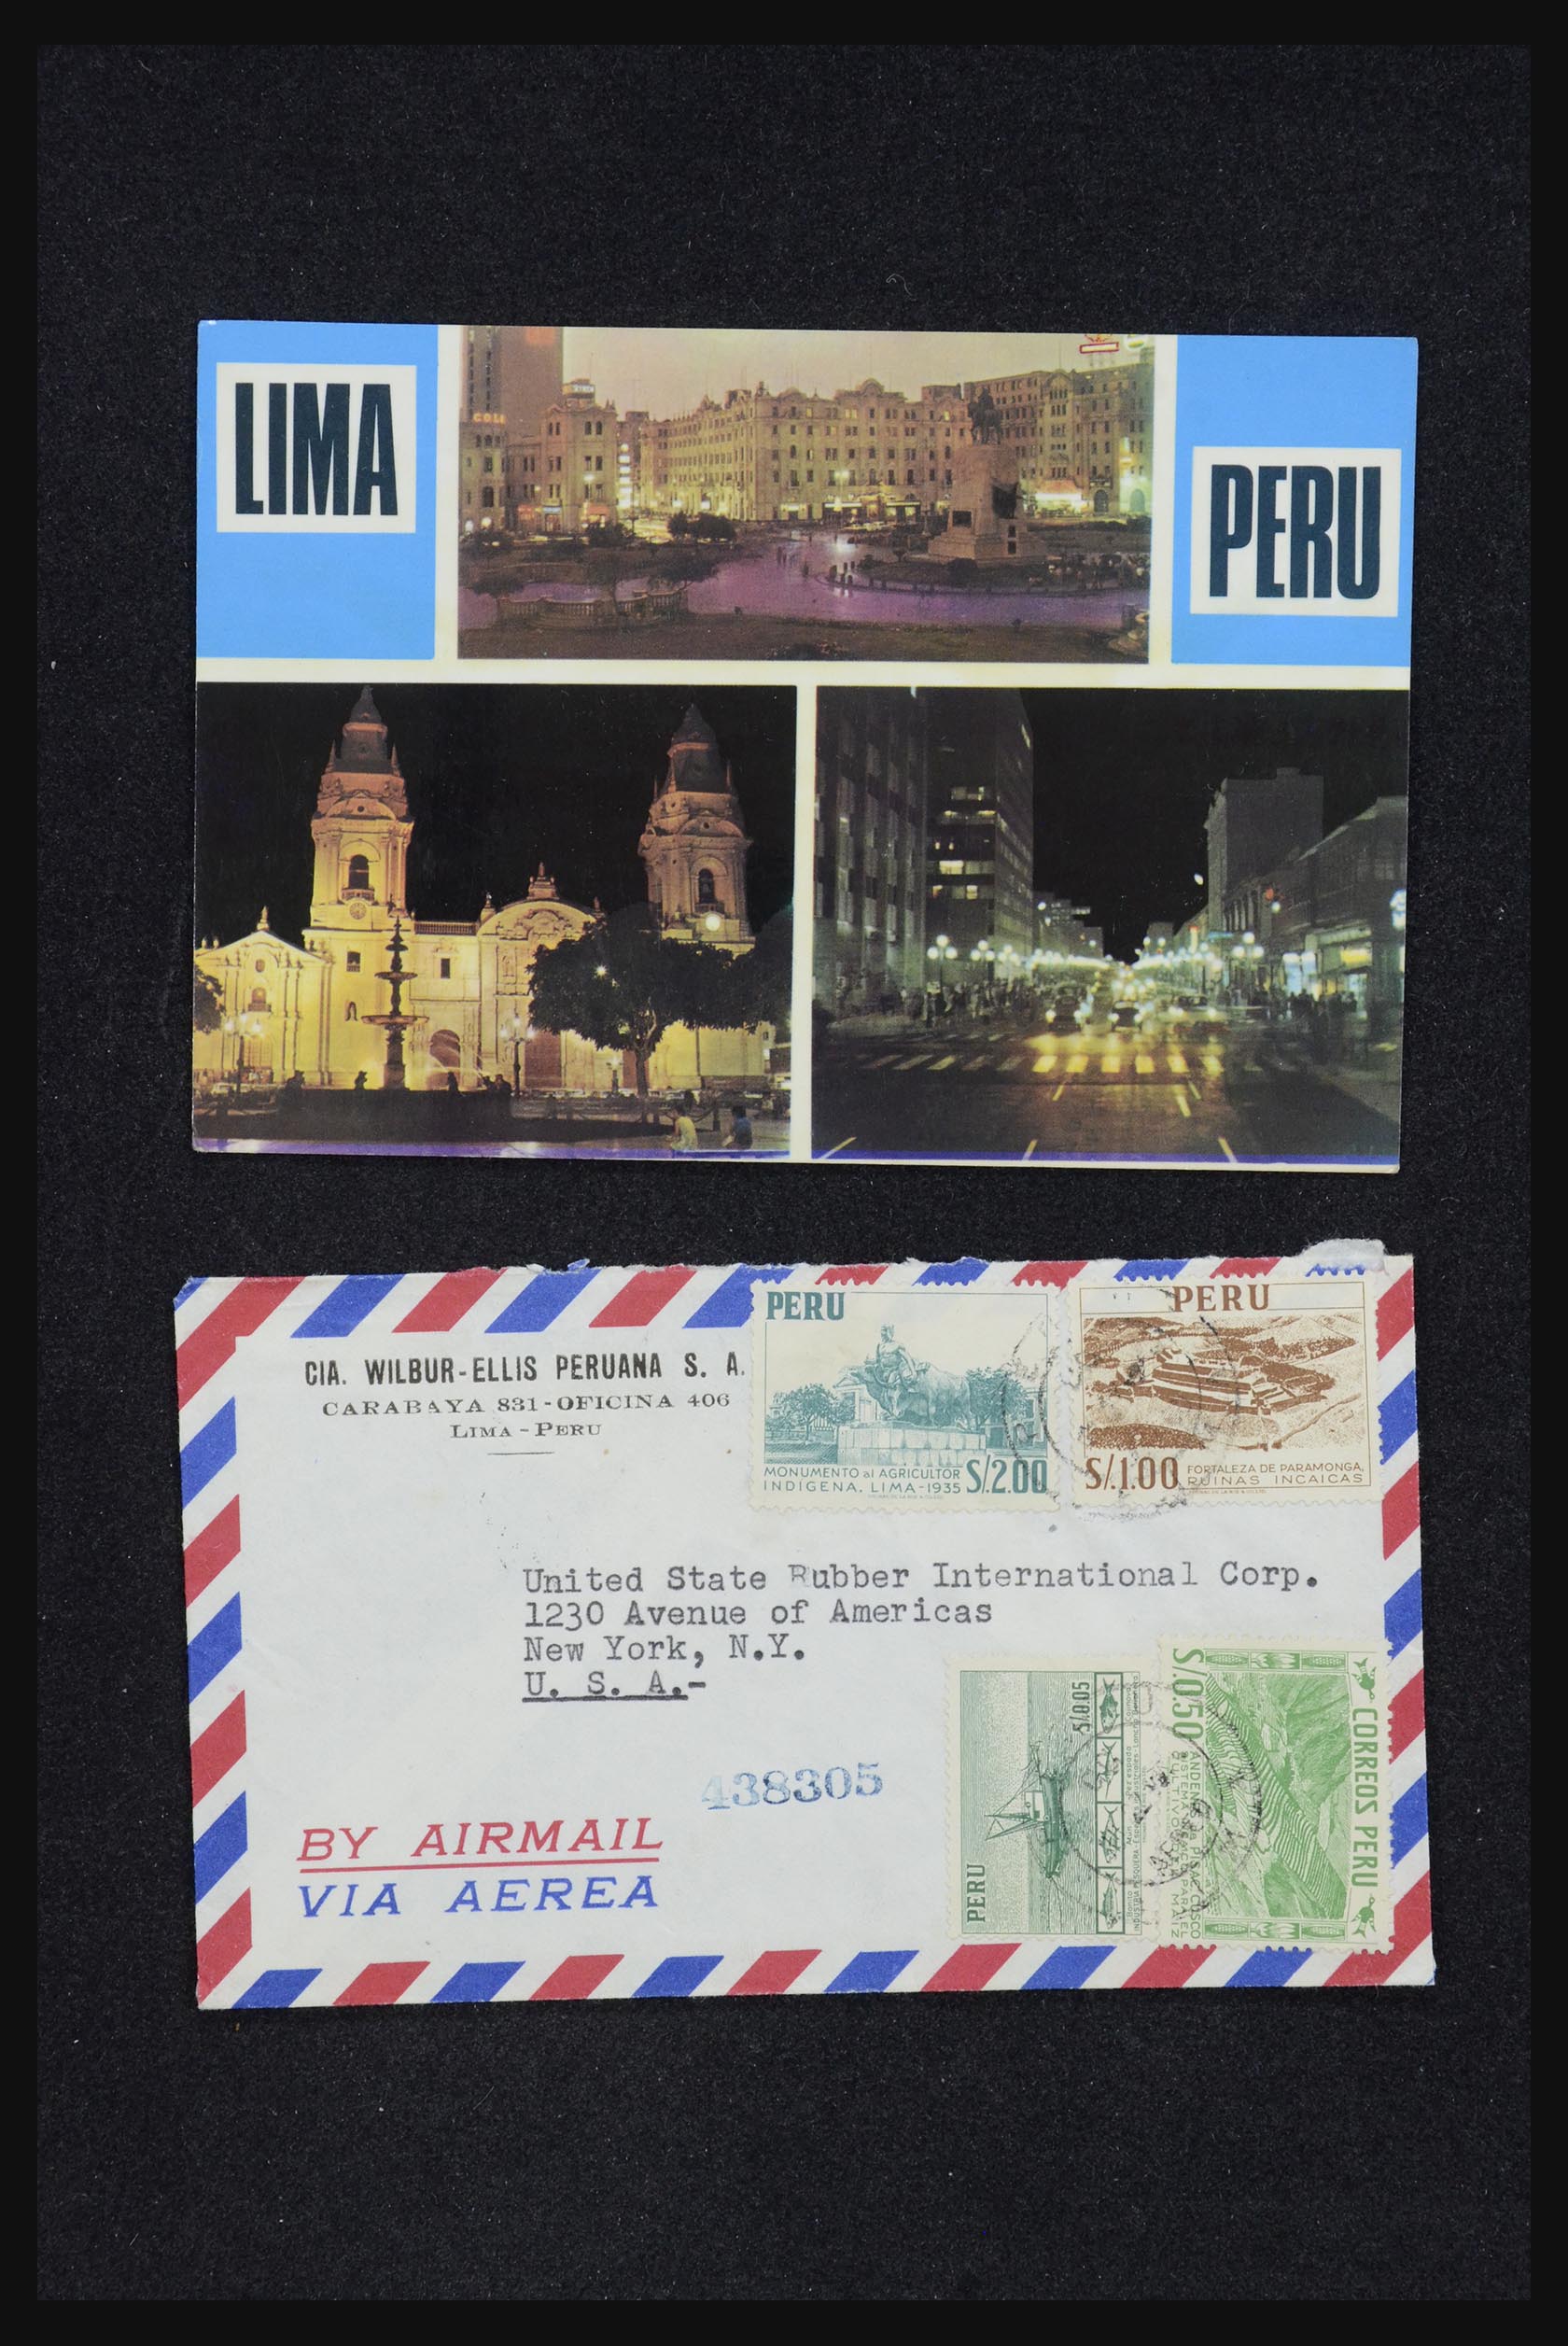 LIMA
PERU
CIA. WILBUR-ELLIS PERUANA S. A.
CARABAYA 831-OFICINA 406
LIMA-PERU
PERU
MONUMENTO al AGRICULTOR
INDIGENA. LIMA-1935
S/.2.00
PERU
S/.1.00
FORTALEZA DE PARAMONGA,
RUINAS INCAICAS
United State Rubber International Corp.
1230 Avenue of Americas
New York, N.Y.
U. S. A.-
438305
BY AIRMAIL
VIA AEREA
PERU
S/.0.05
CORREOS PERU
S/.0.50